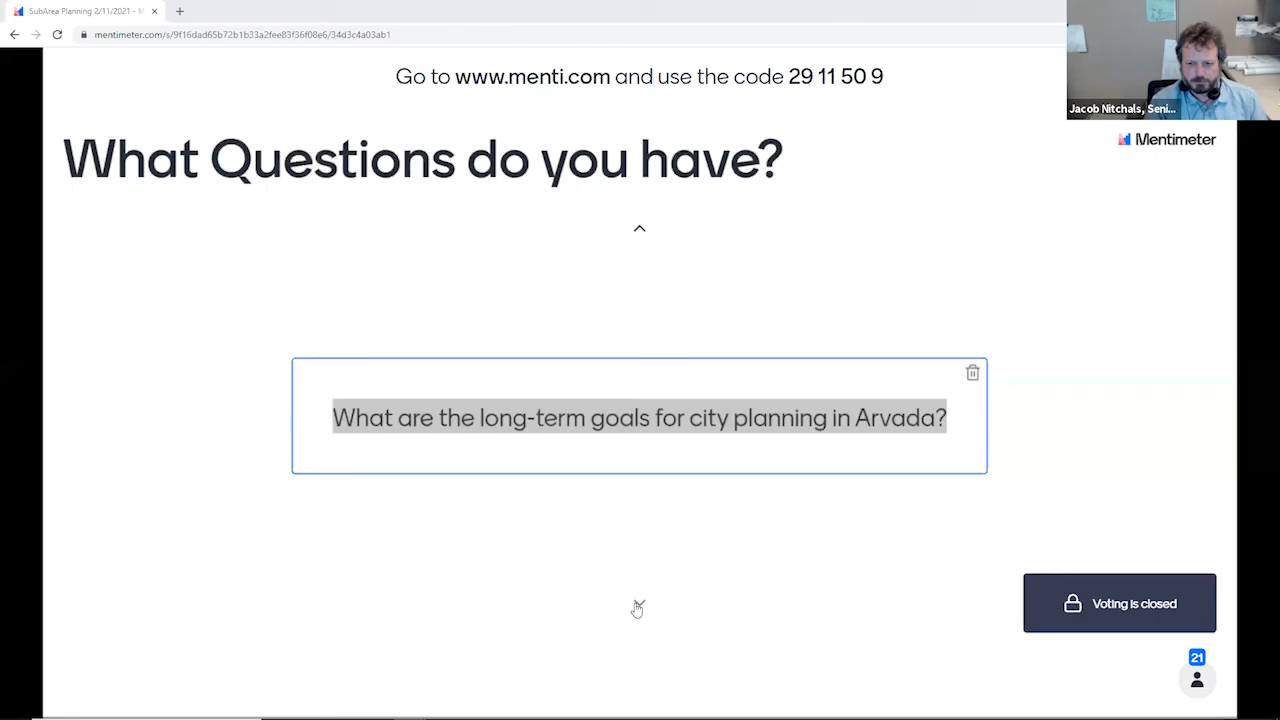 SubArea Planning 2/11/2021 - M
mentimeter.com/s/9f16dad65b72b1b33a2fee83f36f08e6/34d3c4a03ab1
Go to www.menti.com and use the code 29 11 50 9
Jacob Nitchals, Seni...
What Questions do you have?
Mentimeter
What are the long-term goals for city planning in Arvada?
Voting is closed
21